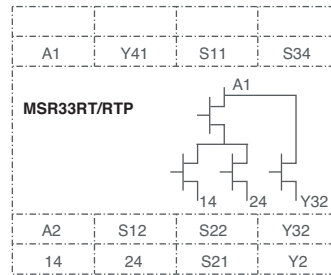 A1 Y41 S11 S34
A1
MSR33RT/RTP
14 24 Y32
A2 S12 S22 Y32
14 24 S21 Y2